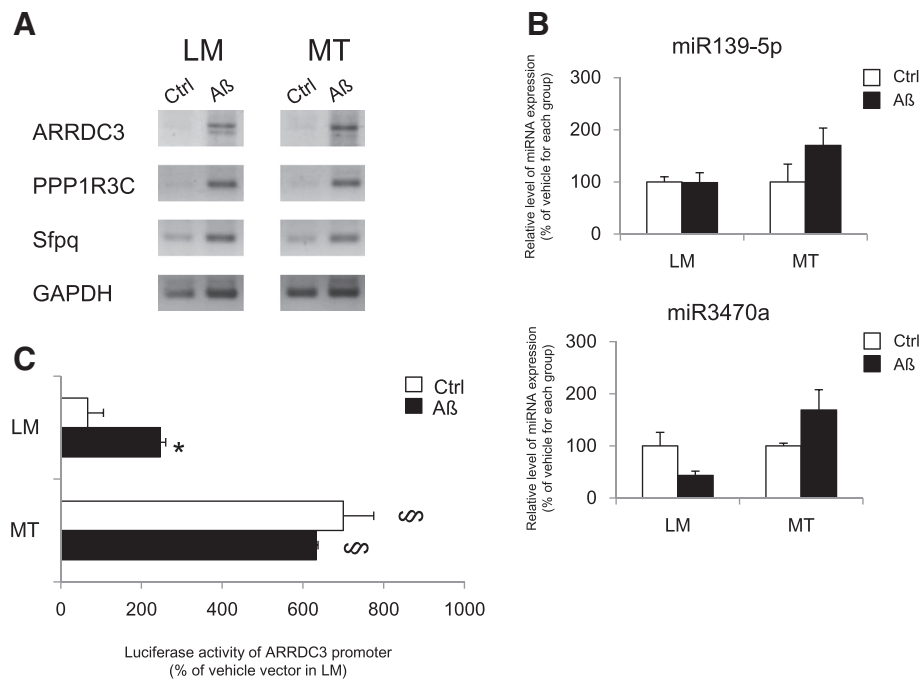 A
LM MT
Ctrl Aß Ctrl Aß
ARRDC3
PPP1R3C
Sfpq
GAPDH
B
miR139-5p
Relative level of miRNA expression
(% of vehicle for each group)
300
200
100
0
LM MT
Ctrl
Aß
miR3470a
Relative level of miRNA expression
(% of vehicle for each group)
300
200
100
0
LM MT
Ctrl
Aß
C
Ctrl
Aß
LM
*
MT
§
§
0 200 400 600 800 1000
Luciferase activity of ARRDC3 promoter
(% of vehicle vector in LM)